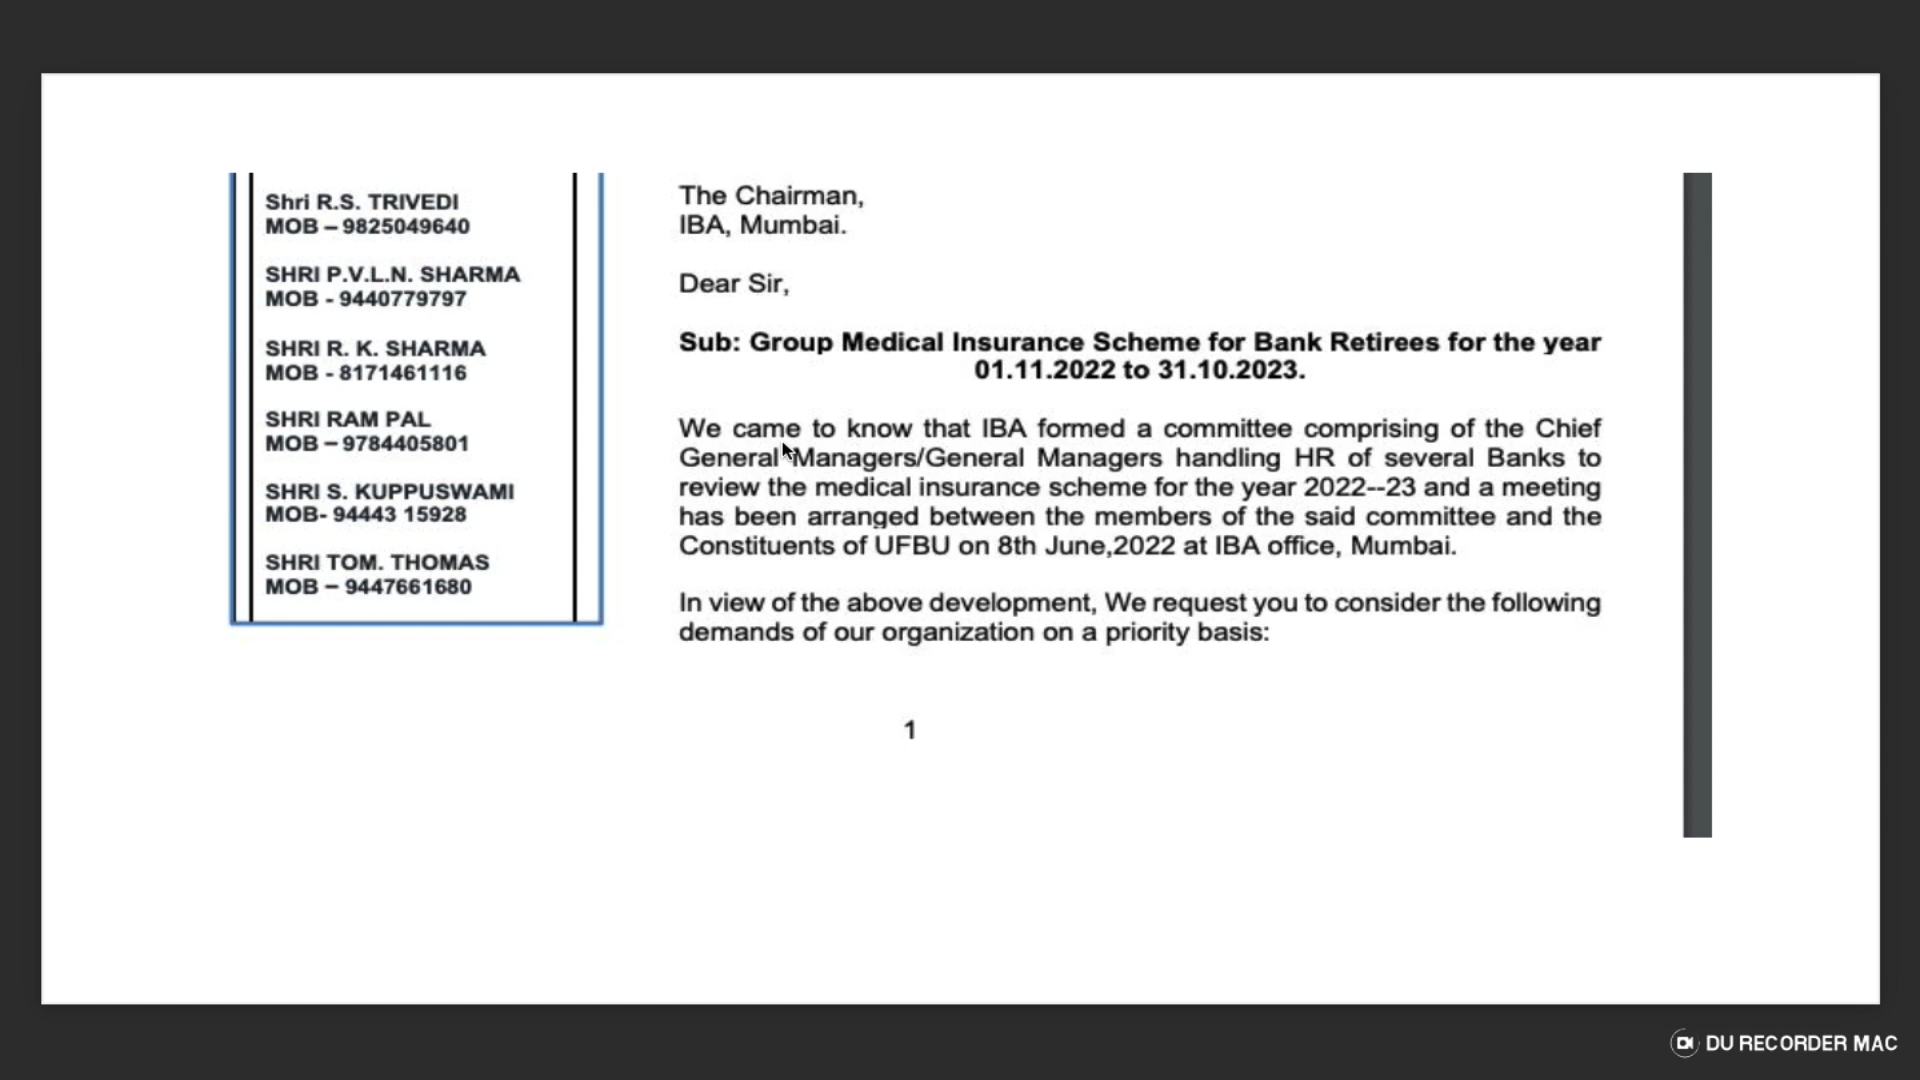 Shri R.S. TRIVEDI
MOB – 9825049640
SHRI P.V.L.N. SHARMA
MOB - 9440779797
SHRI R. K. SHARMA
MOB - 8171461116
SHRI RAM PAL
MOB – 9784405801
SHRI S. KUPPUSWAMI
MOB- 94443 15928
SHRI TOM. THOMAS
MOB – 9447661680
The Chairman,
IBA, Mumbai.
Dear Sir,
Sub: Group Medical Insurance Scheme for Bank Retirees for the year
01.11.2022 to 31.10.2023.
We came to know that IBA formed a committee comprising of the Chief
General Managers/General Managers handling HR of several Banks to
review the medical insurance scheme for the year 2022--23 and a meeting
has been arranged between the members of the said committee and the
Constituents of UFBU on 8th June,2022 at IBA office, Mumbai.
In view of the above development, We request you to consider the following
demands of our organization on a priority basis:
1
DU RECORDER MAC